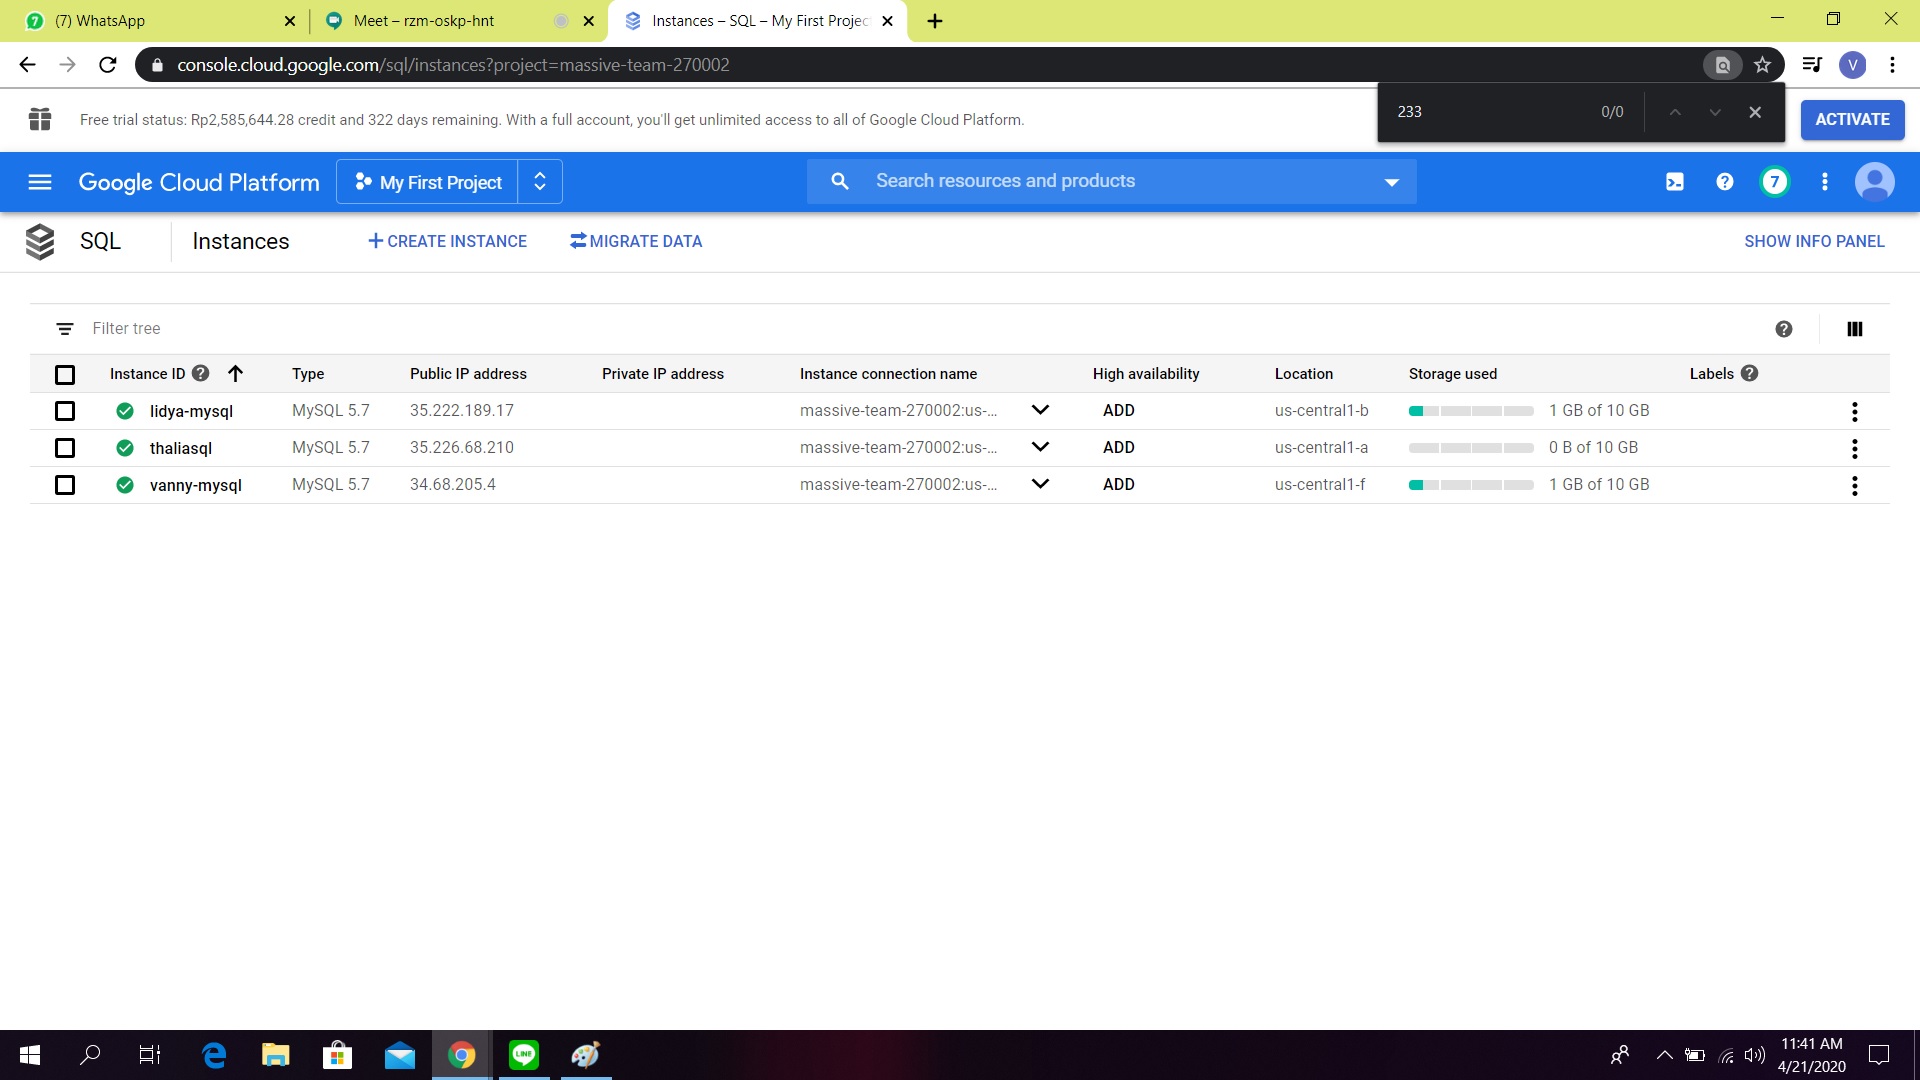 (7) WhatsApp
Meet – rzm-oskp-hnt
Instances – SQL – My First Projec
console.cloud.google.com/sql/instances?project=massive-team-270002
V
233
0/0
Free trial status: Rp2,585,644.28 credit and 322 days remaining. With a full account, you'll get unlimited access to all of Google Cloud Platform.
ACTIVATE
Google Cloud Platform
My First Project
Search resources and products
7
SQL
Instances
CREATE INSTANCE
MIGRATE DATA
SHOW INFO PANEL
Filter tree
Instance ID Type Public IP address Private IP address Instance connection name High availability Location Storage used Labels
lidya-mysql MySQL 5.7 35.222.189.17 massive-team-270002:us-... ADD us-central1-b 1 GB of 10 GB
thaliasql MySQL 5.7 35.226.68.210 massive-team-270002:us-... ADD us-central1-a 0 B of 10 GB
vanny-mysql MySQL 5.7 34.68.205.4 massive-team-270002:us-... ADD us-central1-f 1 GB of 10 GB
LINE
11:41 AM
4/21/2020